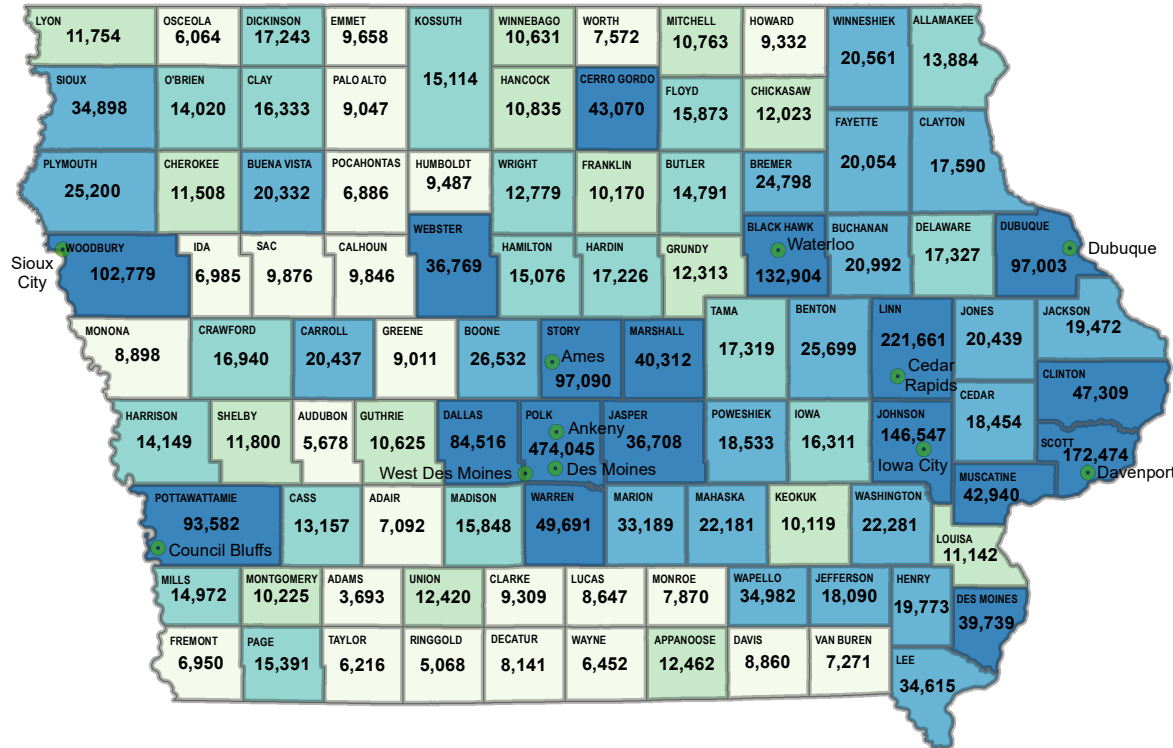 LYON
11,754
OSCEOLA
6,064
DICKINSON
17,243
EMMET
9,658
KOSSUTH
15,114
WINNEBAGO
10,631
WORTH
7,572
MITCHELL
10,763
HOWARD
9,332
WINNESHIEK
20,561
ALLAMAKEE
13,884
SIOUX
34,898
O'BRIEN
14,020
CLAY
16,333
PALO ALTO
9,047
HANCOCK
10,835
CERRO GORDO
43,070
FLOYD
15,873
CHICKASAW
12,023
FAYETTE
20,054
CLAYTON
17,590
PLYMOUTH
25,200
CHEROKEE
11,508
BUENA VISTA
20,332
POCAHONTAS
6,886
HUMBOLDT
9,487
WRIGHT
12,779
FRANKLIN
10,170
BUTLER
14,791
BREMER
24,798
WOODBURY
102,779
Sioux
City
IDA
6,985
SAC
9,876
CALHOUN
9,846
WEBSTER
36,769
HAMILTON
15,076
HARDIN
17,226
GRUNDY
12,313
BLACK HAWK
Waterloo
132,904
BUCHANAN
20,992
DELAWARE
17,327
DUBUQUE
97,003
Dubuque
MONONA
8,898
CRAWFORD
16,940
CARROLL
20,437
GREENE
9,011
BOONE
26,532
STORY
Ames
97,090
MARSHALL
40,312
TAMA
17,319
BENTON
25,699
LINN
221,661
Cedar
Rapids
JONES
20,439
JACKSON
19,472
CLINTON
47,309
HARRISON
14,149
SHELBY
11,800
AUDUBON
5,678
GUTHRIE
10,625
DALLAS
84,516
West Des Moines
POLK
Ankeny
474,045
Des Moines
JASPER
36,708
POWESHIEK
18,533
IOWA
16,311
JOHNSON
146,547
Iowa City
CEDAR
18,454
SCOTT
172,474
Davenport
MUSCATINE
42,940
POTTAWATTAMIE
93,582
Council Bluffs
CASS
13,157
ADAIR
7,092
MADISON
15,848
WARREN
49,691
MARION
33,189
MAHASKA
22,181
KEOKUK
10,119
WASHINGTON
22,281
LOUISA
11,142
MILLS
14,972
MONTGOMERY
10,225
ADAMS
3,693
UNION
12,420
CLARKE
9,309
LUCAS
8,647
MONROE
7,870
WAPELLO
34,982
JEFFERSON
18,090
HENRY
19,773
DES MOINES
39,739
FREMONT
6,950
PAGE
15,391
TAYLOR
6,216
RINGGOLD
5,068
DECATUR
8,141
WAYNE
6,452
APPANOOSE
12,462
DAVIS
8,860
VAN BUREN
7,271
LEE
34,615